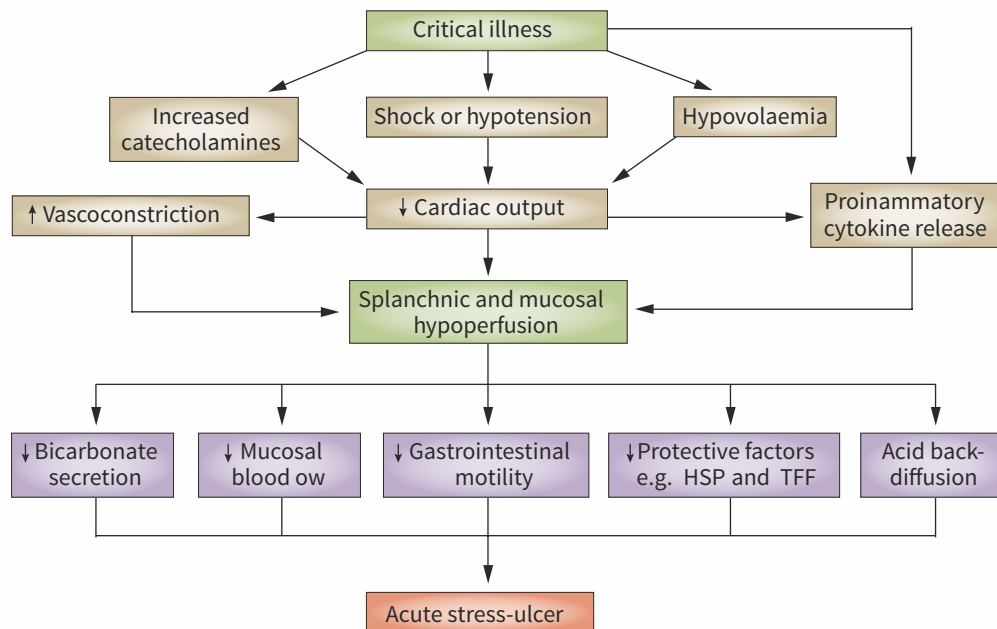 Critical illness
Increased
catecholamines
Shock or hypotension
Hypovolaemia
↑ Vascoconstriction
↓ Cardiac output
Proinammatory
cytokine release
Splanchnic and mucosal
hypoperfusion
↓ Bicarbonate
secretion
↓ Mucosal
blood ow
↓ Gastrointestinal
motility
↓ Protective factors
e.g. HSP and TFF
Acid back-
diffusion
Acute stress-ulcer